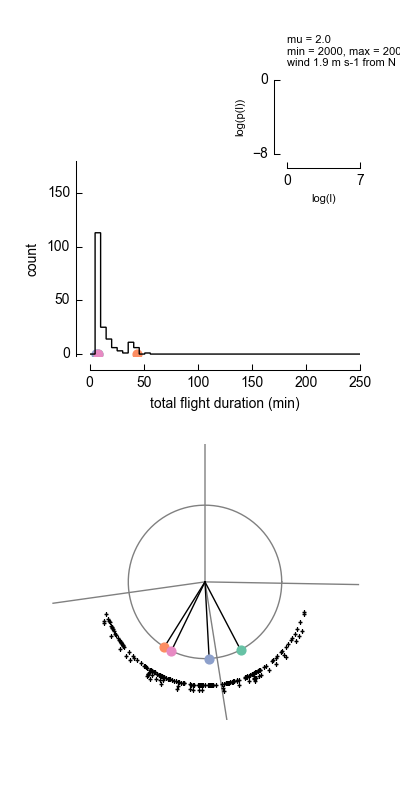 mu = 2.0
min = 2000, max = 200
wind 1.9 m s-1 from N
0
−8
log(p(l))
0 7
log(l)
150
100
50
0
count
0 50 100 150 200 250
total flight duration (min)